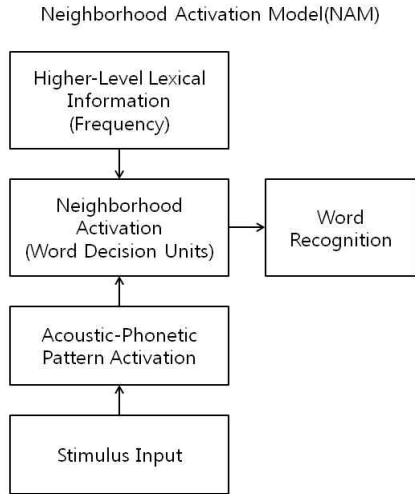 Neighborhood Activation Model(NAM)
Higher-Level Lexical
Information
(Frequency)
Neighborhood
Activation
(Word Decision Units)
Word
Recognition
Acoustic-Phonetic
Pattern Activation
Stimulus Input